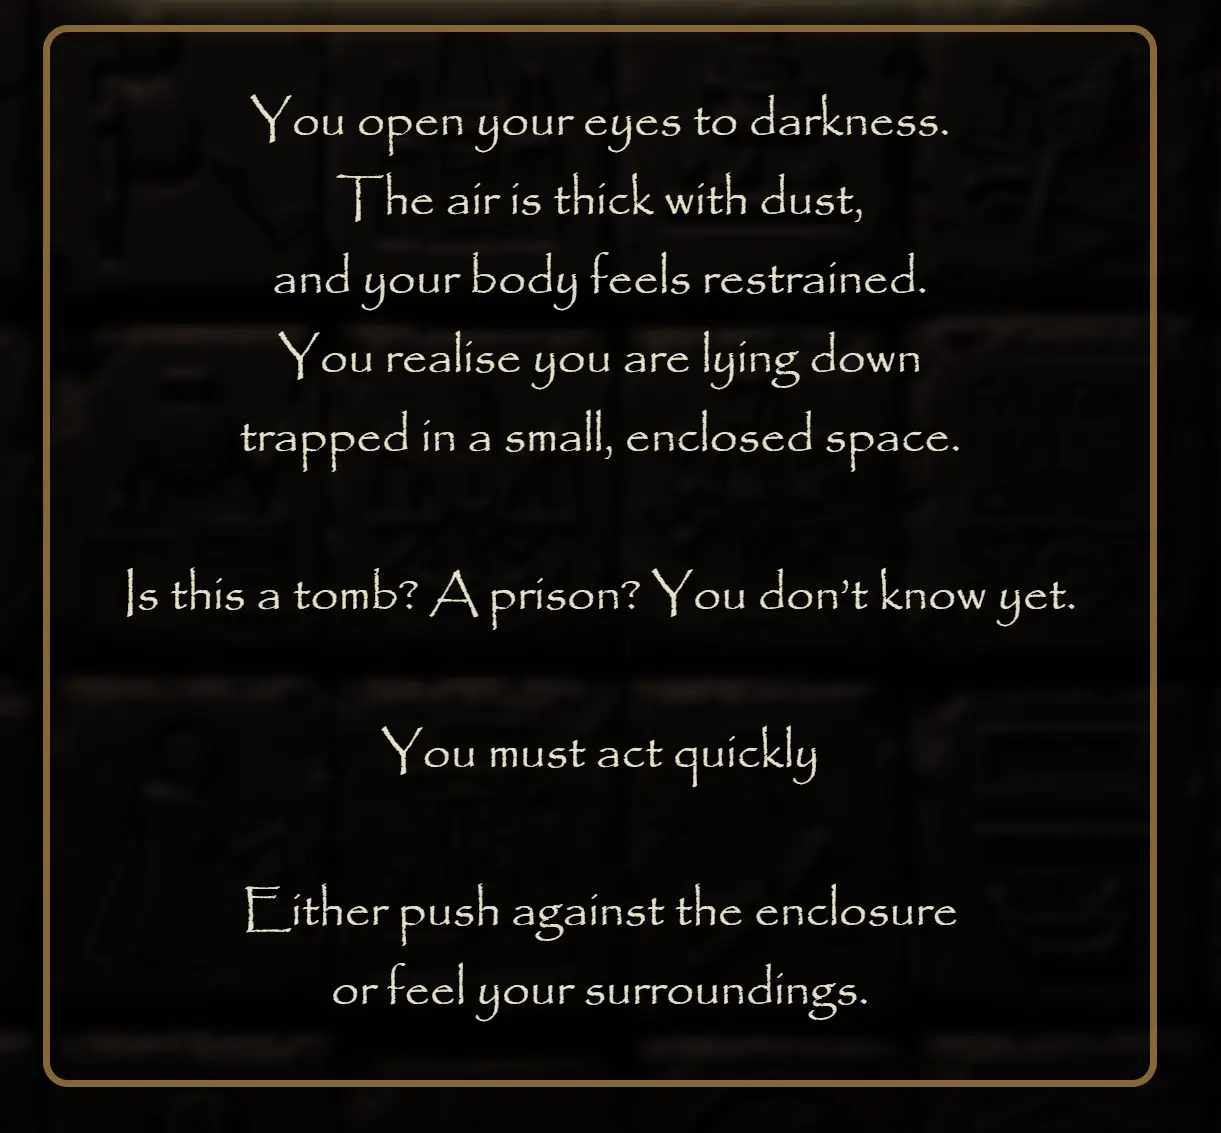 You open your eyes to darkness.
The air is thick with dust,
and your body feels restrained.
You realise you are lying down
trapped in a small, enclosed space.
Is this a tomb? A prison? You don’t know yet.
You must act quickly
Either push against the enclosure
or feel your surroundings.